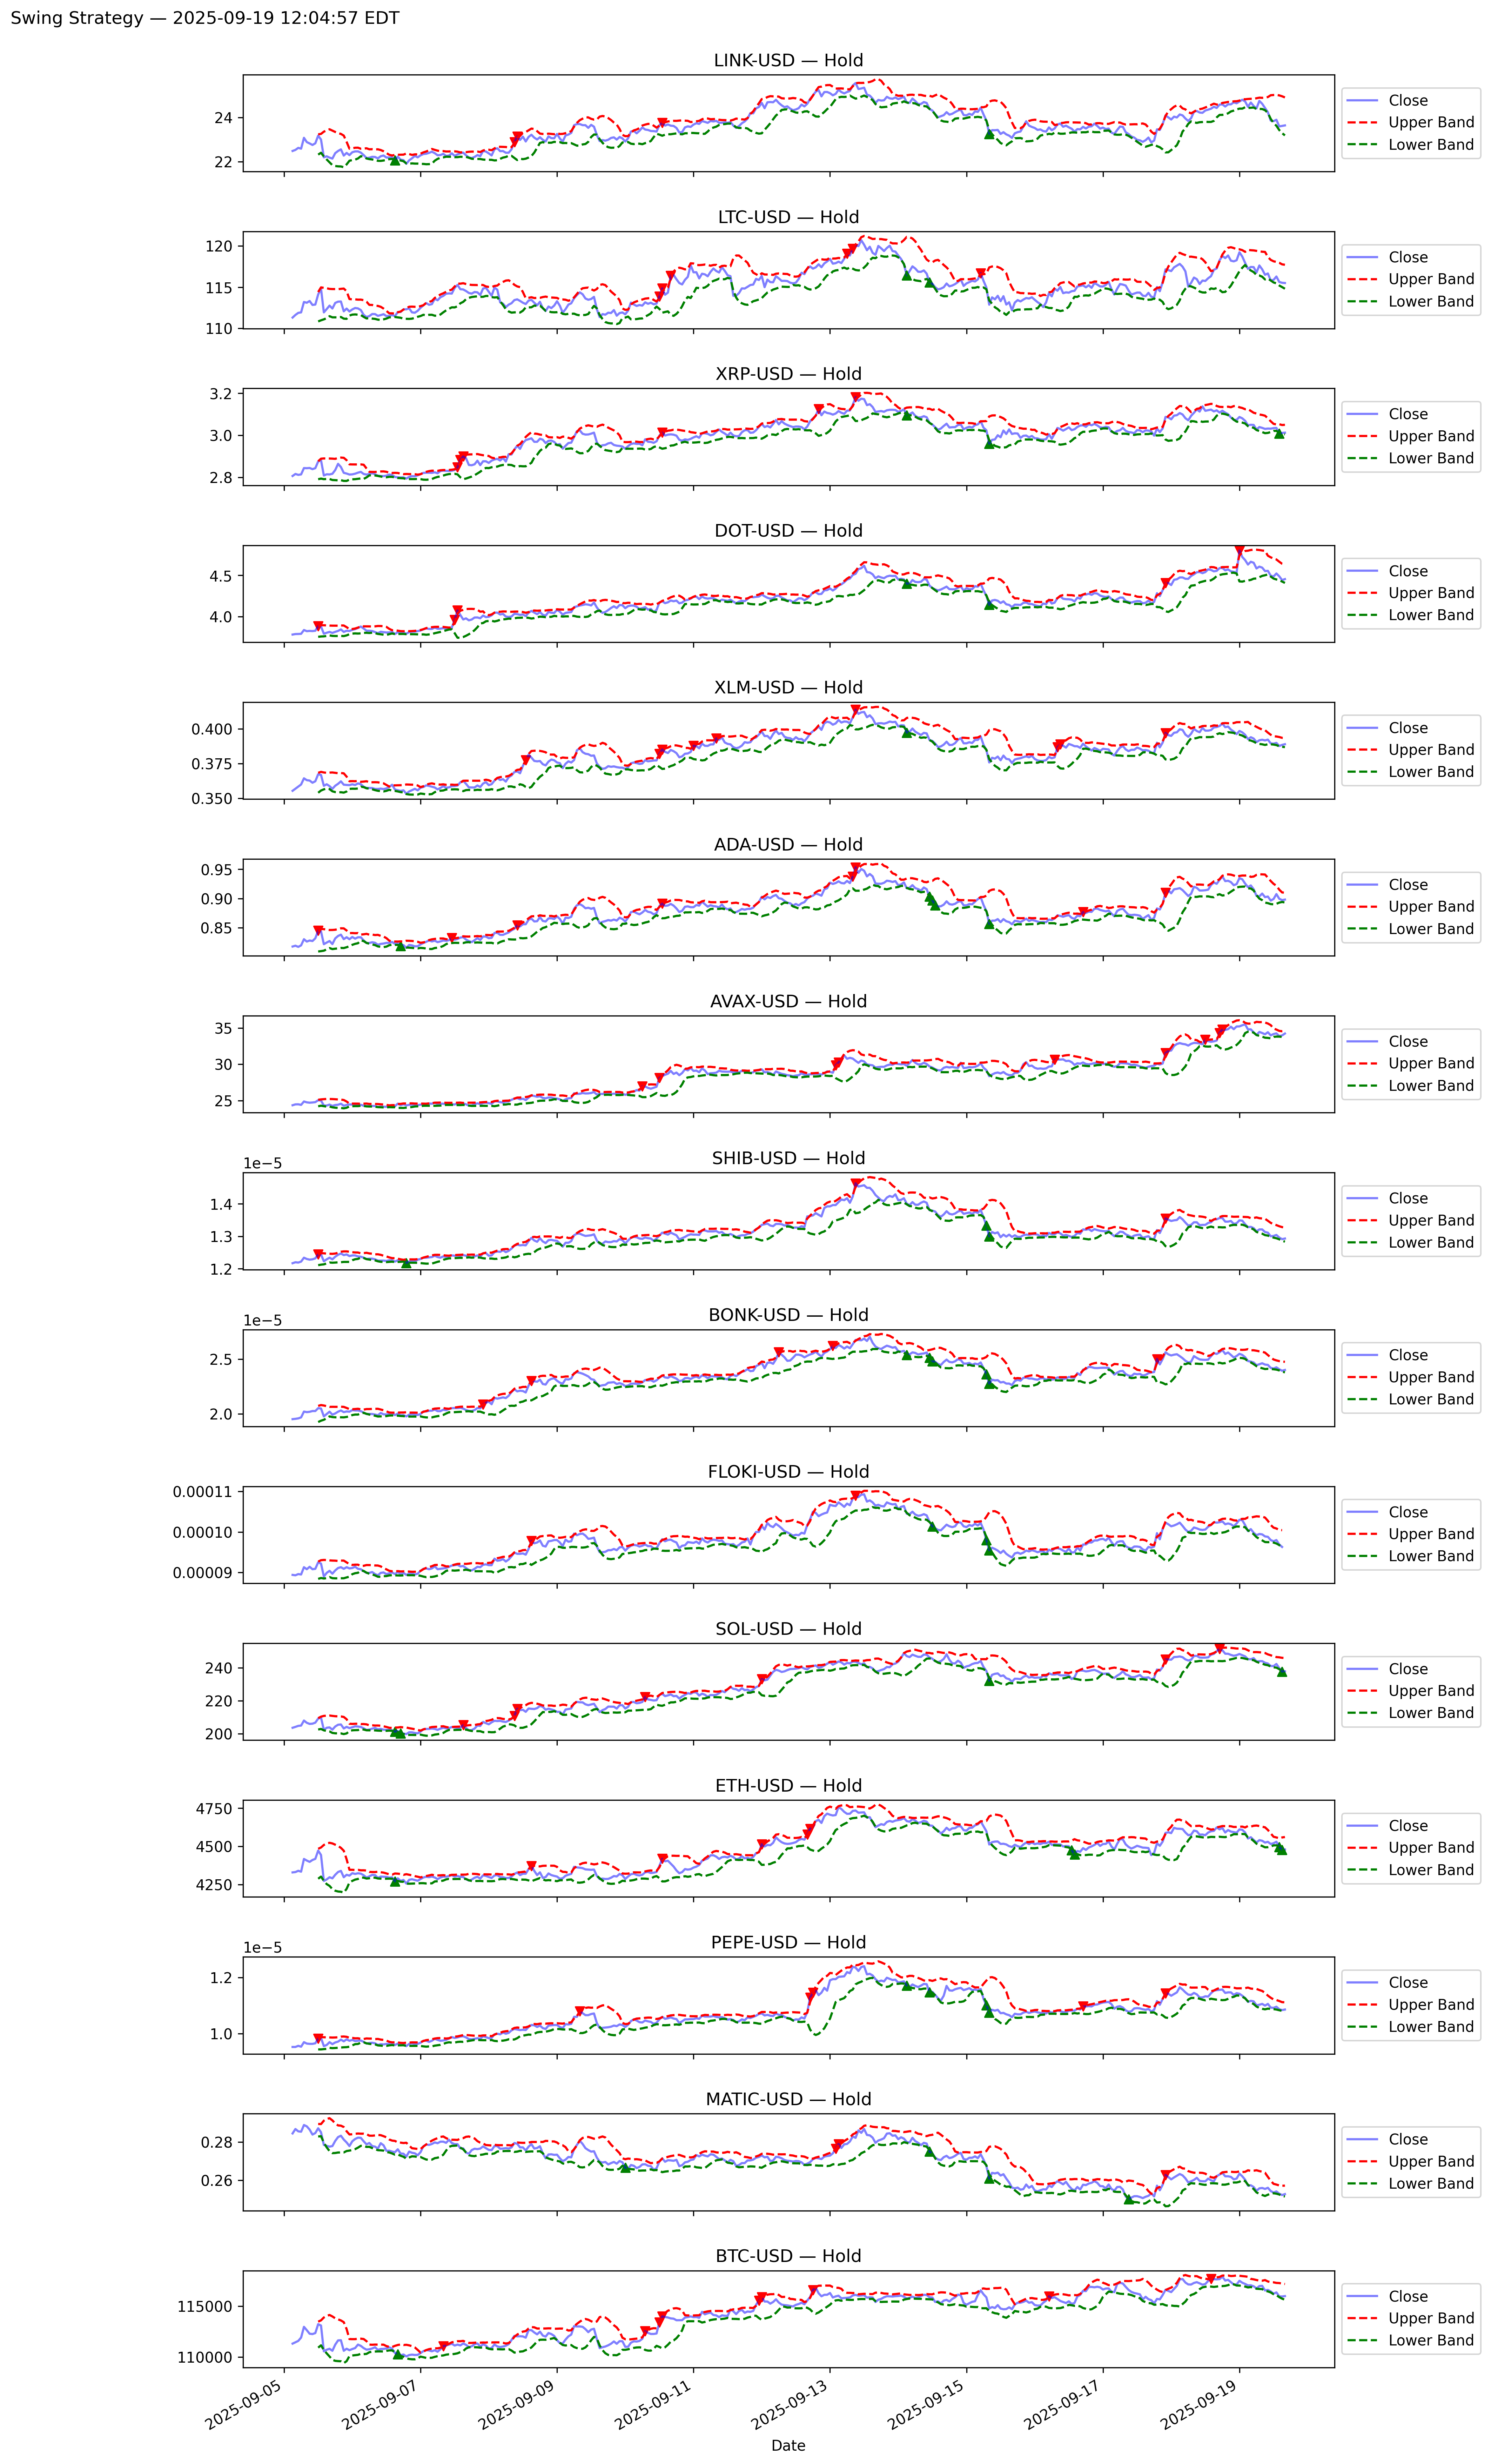 Swing Strategy — 2025-09-19 12:04:57 EDT
LINK-USD — Hold
24
22
Close
Upper Band
Lower Band
LTC-USD — Hold
120
115
110
Close
Upper Band
Lower Band
XRP-USD — Hold
3.2
3.0
2.8
Close
Upper Band
Lower Band
DOT-USD — Hold
4.5
4.0
Close
Upper Band
Lower Band
XLM-USD — Hold
0.400
0.375
0.350
Close
Upper Band
Lower Band
ADA-USD — Hold
0.95
0.90
0.85
Close
Upper Band
Lower Band
AVAX-USD — Hold
35
30
25
Close
Upper Band
Lower Band
SHIB-USD — Hold
1e−5
1.4
1.3
1.2
Close
Upper Band
Lower Band
BONK-USD — Hold
1e−5
2.5
2.0
Close
Upper Band
Lower Band
FLOKI-USD — Hold
0.00011
0.00010
0.00009
Close
Upper Band
Lower Band
SOL-USD — Hold
240
220
200
Close
Upper Band
Lower Band
ETH-USD — Hold
4750
4500
4250
Close
Upper Band
Lower Band
PEPE-USD — Hold
1e−5
1.2
1.0
Close
Upper Band
Lower Band
MATIC-USD — Hold
0.28
0.26
Close
Upper Band
Lower Band
BTC-USD — Hold
115000
110000
Close
Upper Band
Lower Band
2025-09-05
2025-09-07
2025-09-09
2025-09-11
2025-09-13
2025-09-15
2025-09-17
2025-09-19
Date